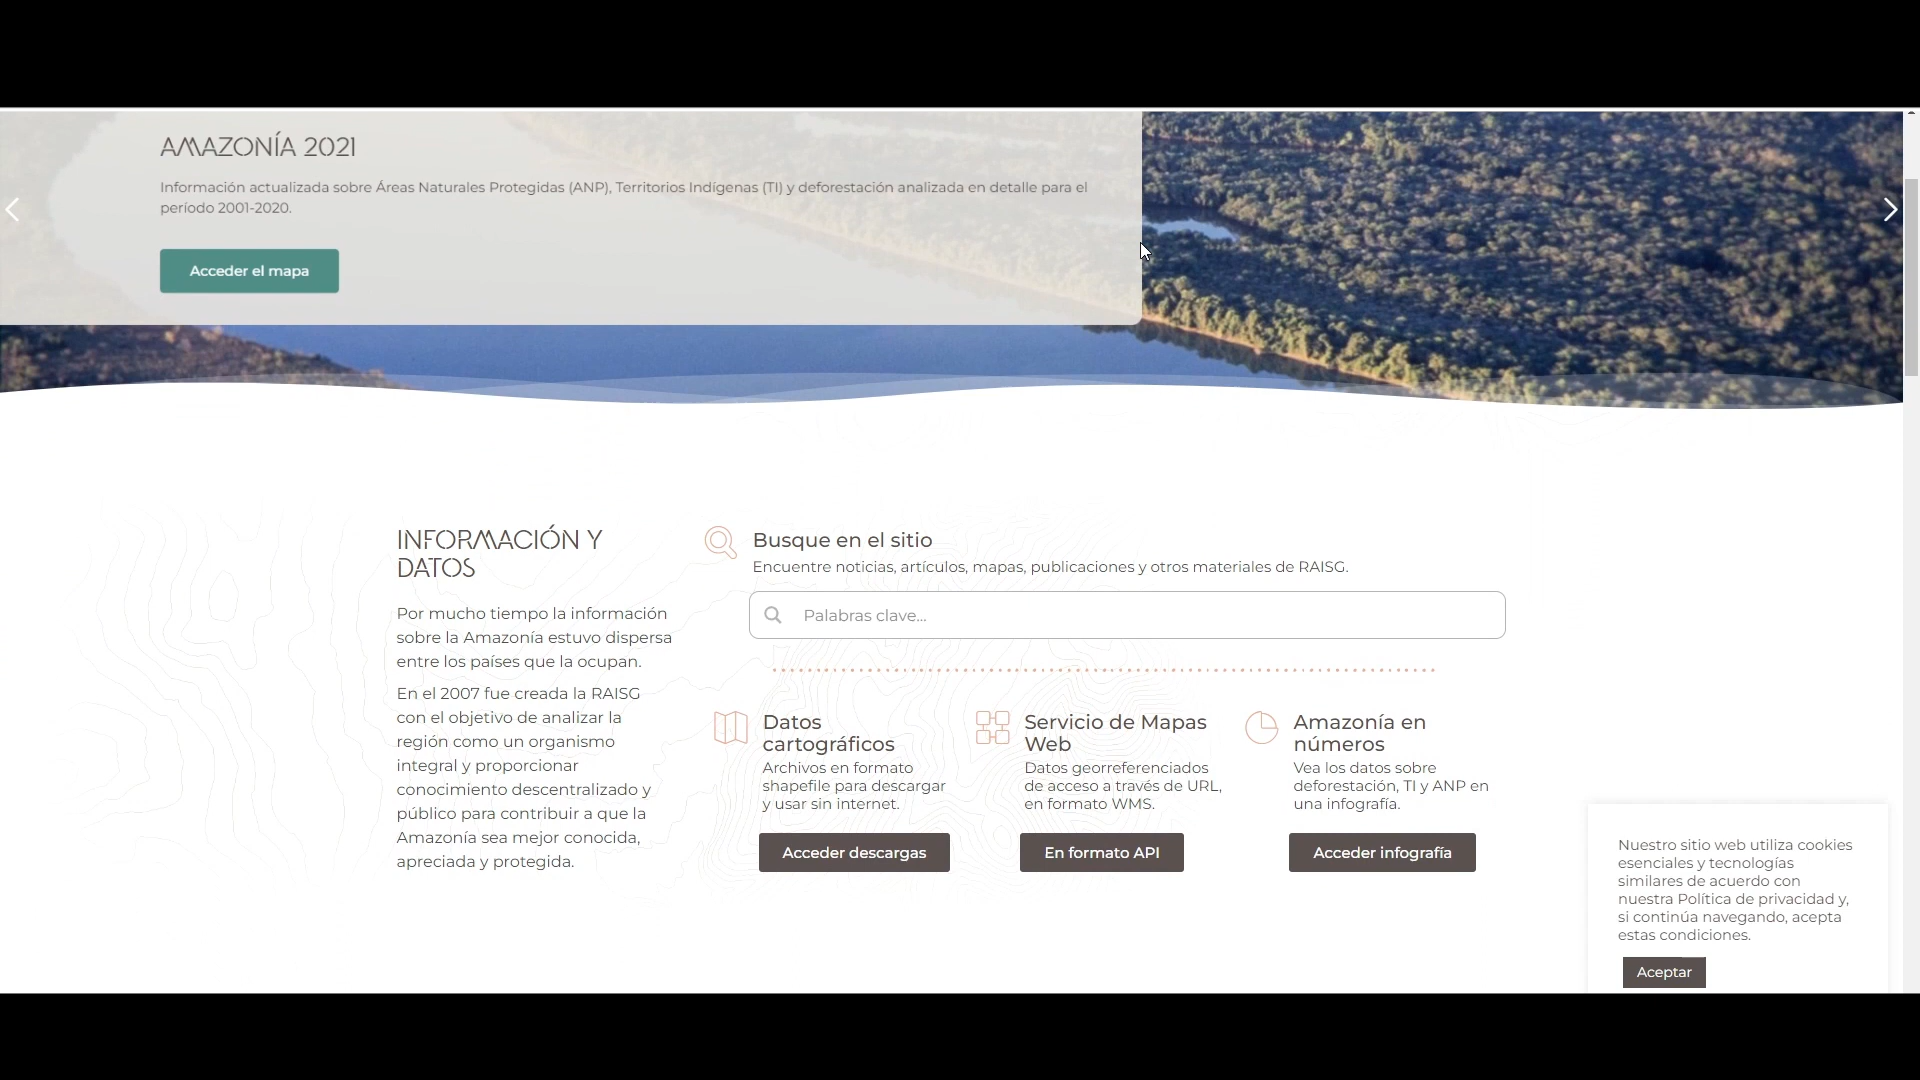 AMAZONÍA 2021
Información actualizada sobre Áreas Naturales Protegidas (ANP), Territorios Indígenas (TI) y deforestación analizada en detalle para el
período 2001-2020.
Acceder el mapa
INFORMACIÓN Y
DATOS
Por mucho tiempo la información
sobre la Amazonía estuvo dispersa
entre los países que la ocupan.
En el 2007 fue creada la RAISG
con el objetivo de analizar la
región como un organismo
integral y proporcionar
conocimiento descentralizado y
público para contribuir a que la
Amazonía sea mejor conocida,
apreciada y protegida.
Busque en el sitio
Encuentre noticias, artículos, mapas, publicaciones y otros materiales de RAISG.
Palabras clave...
Datos
cartográficos
Archivos en formato
shapefile para descargar
y usar sin internet.
Acceder descargas
Servicio de Mapas
Web
Datos georreferenciados
de acceso a través de URL,
en formato WMS.
En formato API
Amazonía en
números
Vea los datos sobre
deforestación, TI y ANP en
una infografía.
Acceder infografía
Nuestro sitio web utiliza cookies
esenciales y tecnologías
similares de acuerdo con
nuestra Política de privacidad y,
si continúa navegando, acepta
estas condiciones.
Aceptar